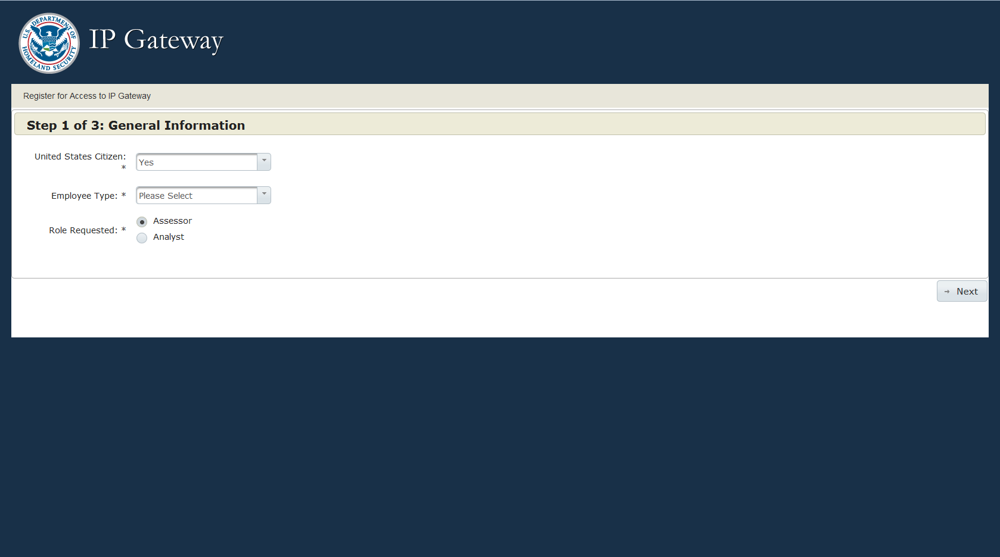 U.S. DEPARTMENT OF
HOMELAND SECURITY
IP Gateway
Register for Access to IP Gateway
Step 1 of 3: General Information
United States Citizen:
*
Yes
Employee Type: *
Please Select
Role Requested: *
Assessor
Analyst
Next